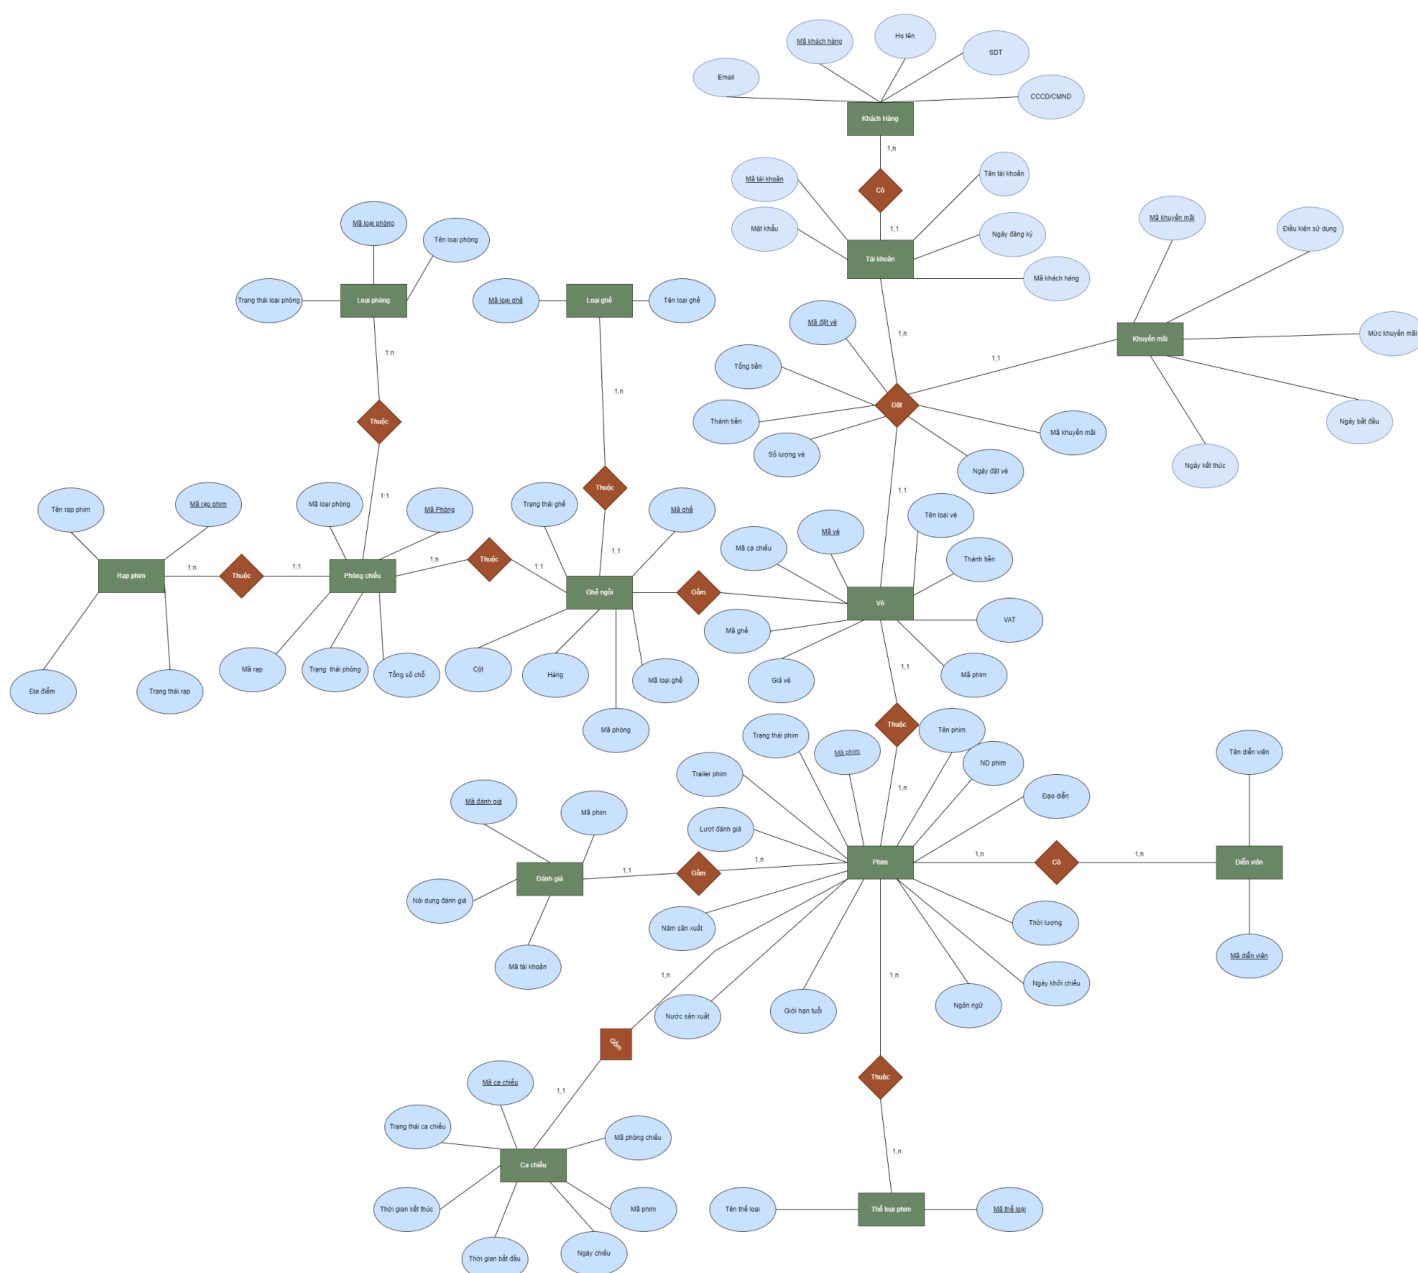 Mã khách hàng
Họ tên
SDT
Email
CCCD/CMND
Khách Hàng
1,n
Có
Mã tài khoản
Tên tài khoản
Mật khẩu
Ngày đăng ký
1,1
Tài khoản
Mã khách hàng
Mã khuyến mãi
Điều kiện sử dụng
Khuyến mãi
Mức khuyến mãi
Ngày bắt đầu
Ngày kết thúc
1,1
Mã loại phòng
Tên loại phòng
Trạng thái loại phòng
Loại phòng
1:n
Thuộc
1:1
Mã loại ghế
Loại ghế
Tên loại ghế
1,n
Thuộc
1,1
1,n
Mã đặt vé
Tổng tiền
Đặt
Thành tiền
Số lượng vé
Mã khuyến mãi
Ngày đặt vé
1,1
Tên rạp phim
Mã rạp phim
Rạp phim
1:n
Thuộc
1:1
Địa điểm
Trạng thái rạp
Mã loại phòng
Mã Phòng
Phòng chiếu
1,n
Thuộc
1:1
Mã rạp
Trạng thái phòng
Tổng số chỗ
Trạng thái ghế
Mã ghế
Ghế ngồi
Gồm
Cột
Hàng
Mã loại ghế
Mã phòng
Mã vé
Tên loại vé
Mã ca chiếu
Thành tiền
Vé
VAT
Mã ghế
Giá vé
Mã phim
1,1
Thuộc
1,n
Trạng thái phim
Mã phim
Tên phim
ND phim
Trailer phim
Đạo diễn
Lượt đánh giá
Phim
1,n
Có
1,n
Diễn viên
Tên diễn viên
Mã diễn viên
Mã đánh giá
Mã phim
Đánh giá
1,1
Gồm
1,n
Nội dung đánh giá
Mã tài khoản
Năm sản xuất
Thời lượng
Nước sản xuất
Giới hạn tuổi
Ngôn ngữ
Ngày khởi chiếu
1,n
Gồm
1,1
1,n
Thuộc
1,n
Mã ca chiếu
Trạng thái ca chiếu
Mã phòng chiếu
Ca chiếu
Thời gian kết thúc
Mã phim
Thời gian bắt đầu
Ngày chiếu
Tên thể loại
Thể loại phim
Mã thể loại